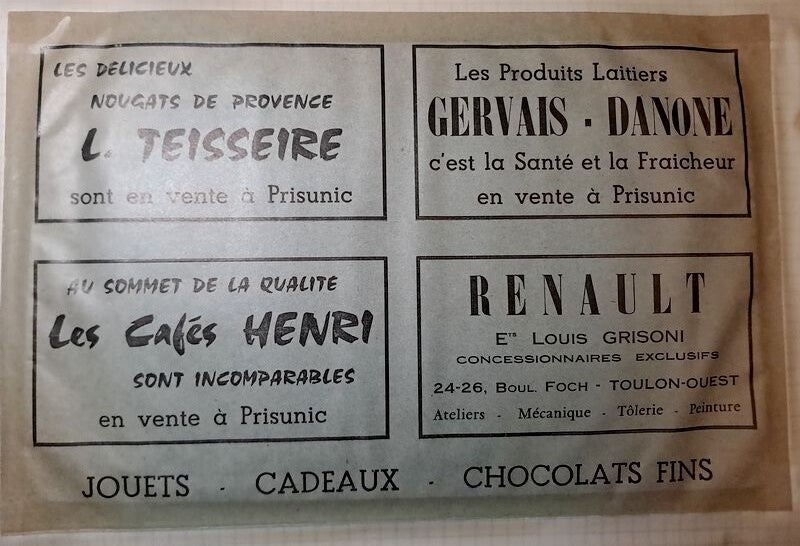 LES DELICIEUX
NOUGATS DE PROVENCE
L. TEISSEIRE
sont en vente à Prisunic
Les Produits Laitiers
GERVAIS - DANONE
c'est la Santé et la Fraicheur
en vente à Prisunic
AU SOMMET DE LA QUALITE
Les Cafés HENRI
SONT INCOMPARABLES
en vente à Prisunic
RENAULT
Ets LOUIS GRISONI
CONCESSIONNAIRES EXCLUSIFS
24-26, BOUL. FOCH - TOULON-OUEST
Ateliers - Mécanique - Tôlerie - Peinture
JOUETS - CADEAUX - CHOCOLATS FINS